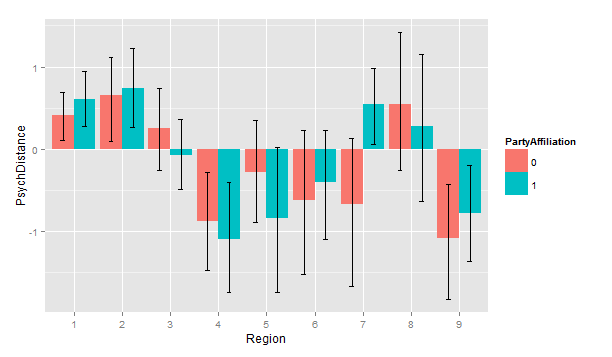 1
0
-1
PsychDistance
1 2 3 4 5 6 7 8 9
Region
PartyAffiliation
0
1